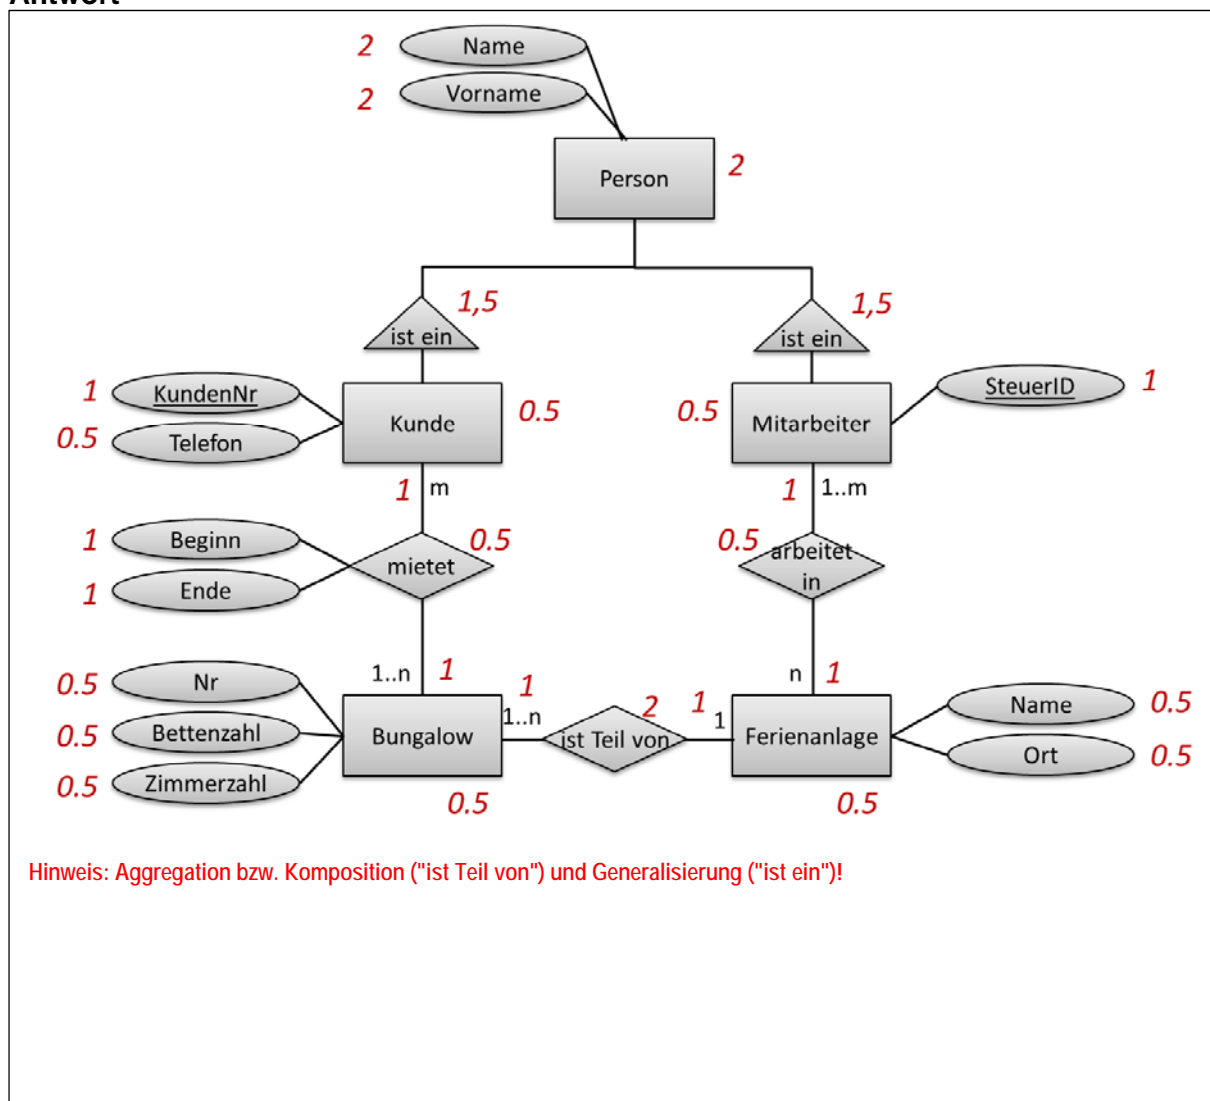 Antwort
2 Name
2 Vorname
Person 2
1,5 1,5
ist ein ist ein
1 KundenNr SteuerID 1
0.5 Telefon Kunde 0.5 0.5 Mitarbeiter
1 m 1 1..m
1 Beginn 0.5 0.5 arbeitet
mietet in
1 Ende
1..n 1 n 1
0.5 Nr 1 2 1 Name 0.5
1..n 1
0.5 Bettenzahl Bungalow ist Teil von Ferienanlage
Ort 0.5
0.5 Zimmerzahl
0.5 0.5
Hinweis: Aggregation bzw. Komposition ("ist Teil von") und Generalisierung ("ist ein")!